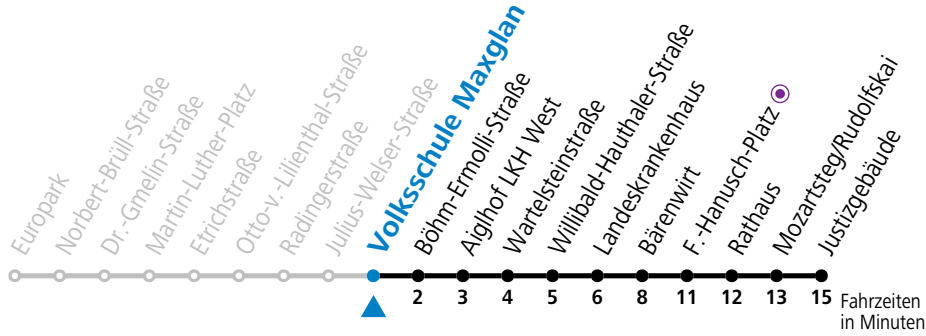 Europark
Norbert-Brüll-Straße
Dr.-Gmelin-Straße
Martin-Luther-Platz
Etrichstraße
Otto-v.-Lilienthal-Straße
Radingerstraße
Julius-Welser-Straße
Volksschule Maxglan
Böhm-Ermolli-Straße
Aiglhof LKH West
Wartelsteinstraße
Willibald-Hauthaler-Straße
Landeskrankenhaus
Bärenwirt
F.-Hanusch-Platz
Rathaus
Mozartsteg/Rudolfskai
Justizgebäude
2 3 4 5 6 8 11 12 13 15 Fahrzeiten
in Minuten